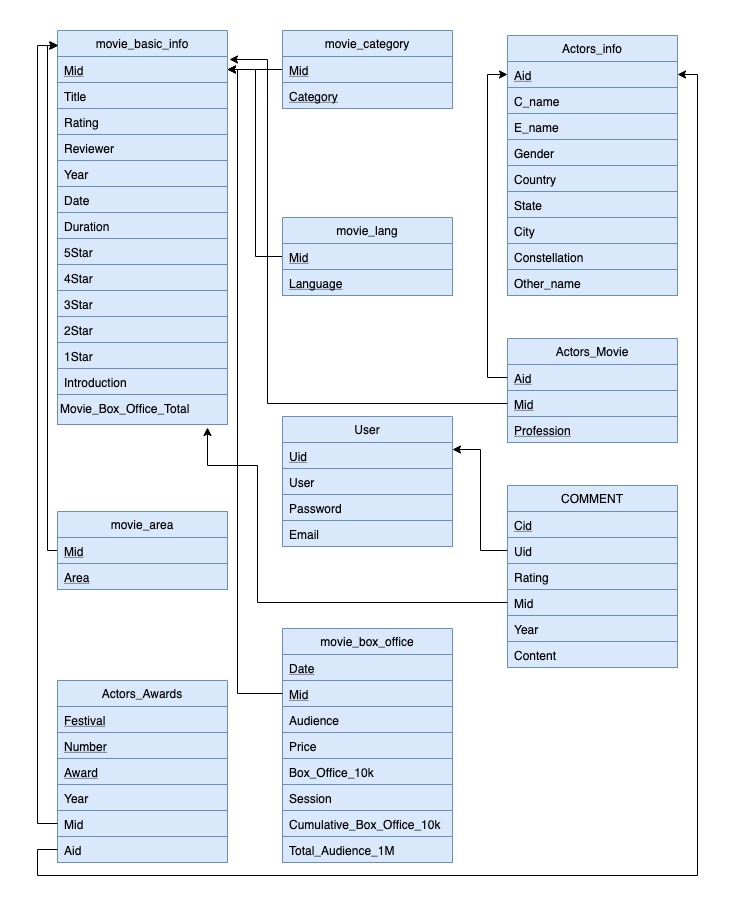 movie_basic_info
Mid
Title
Rating
Reviewer
Year
Date
Duration
5Star
4Star
3Star
2Star
1Star
Introduction
Movie_Box_Office_Total
movie_category
Mid
Category
Actors_info
Aid
C_name
E_name
Gender
Country
State
City
Constellation
Other_name
movie_lang
Mid
Language
Actors_Movie
Aid
Mid
Profession
User
Uid
User
Password
Email
COMMENT
Cid
Uid
Rating
Mid
Year
Content
movie_area
Mid
Area
movie_box_office
Date
Mid
Audience
Price
Box_Office_10k
Session
Cumulative_Box_Office_10k
Total_Audience_1M
Actors_Awards
Festival
Number
Award
Year
Mid
Aid